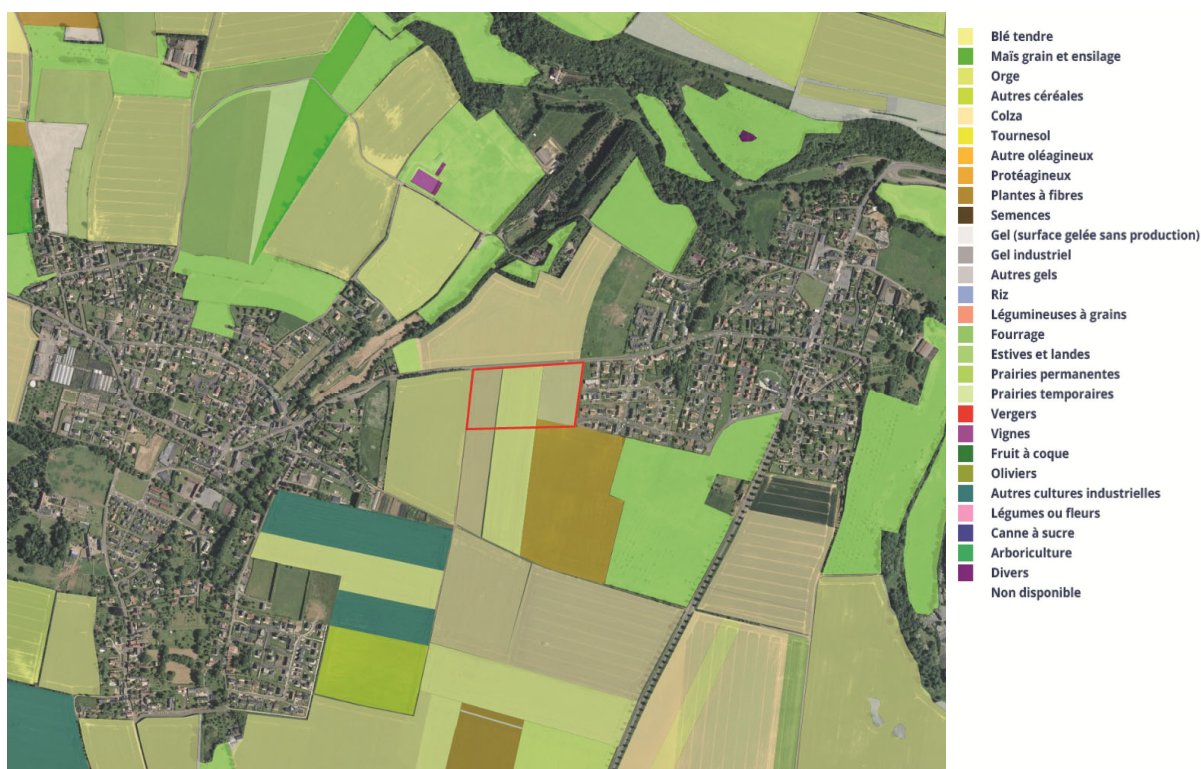 Blé tendre
Maïs grain et ensilage
Orge
Autres céréales
Colza
Tournesol
Autre oléagineux
Protéagineux
Plantes à fibres
Semences
Gel (surface gelée sans production)
Gel industriel
Autres gels
Riz
Légumineuses à grains
Fourrage
Estives et landes
Prairies permanentes
Prairies temporaires
Vergers
Vignes
Fruit à coque
Oliviers
Autres cultures industrielles
Légumes ou fleurs
Canne à sucre
Arboriculture
Divers
Non disponible